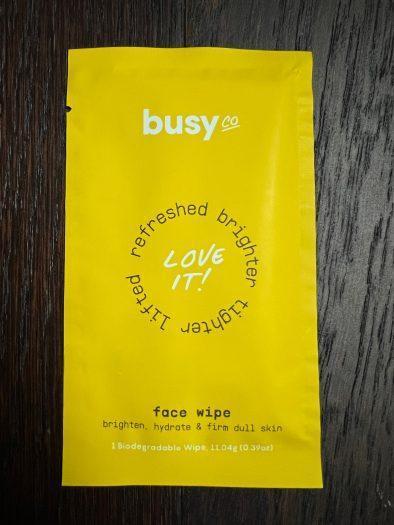 busy co
refreshed brighter tighter lifted
LOVE
IT!
face wipe
brighten, hydrate & firm dull skin
1 Biodegradable Wipe, 11.04g (0.39oz)